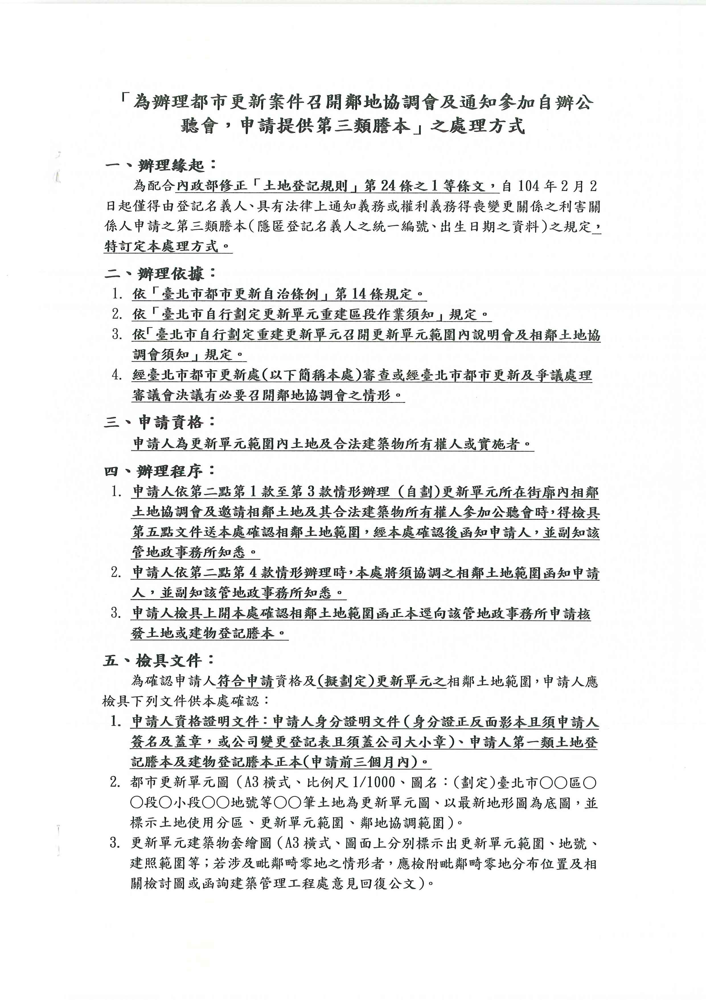 「為辦理都市更新案件召開鄰地協調會及通知參加自辦公
聽會，申請提供第三類謄本」之處理方式
一、辦理緣起：
為配合內政部修正「土地登記規則」第24條之1等條文，自104年2月2
日起僅得由登記名義人、具有法律上通知義務或權利義務得喪變更關係之利害關
係人申請之第三類謄本(隱匿登記名義人之統一編號、出生日期之資料)之規定，
特訂定本處理方式。
二、辦理依據：
1. 依「臺北市都市更新自治條例」第14條規定。
2. 依「臺北市自行劃定更新單元重建區段作業須知」規定。
3. 依「臺北市自行劃定重建更新單元召開更新單元範圍內說明會及相鄰土地協
調會須知」規定。
4. 經臺北市都市更新處(以下簡稱本處)審查或經臺北市都市更新及爭議處理
審議會決議有必要召開鄰地協調會之情形。
三、申請資格：
申請人為更新單元範圍內土地及合法建築物所有權人或實施者。
四、辦理程序：
1. 申請人依第二點第1款至第3款情形辦理（自劃)更新單元所在街廓內相鄰
土地協調會及邀請相鄰土地及其合法建築物所有權人參加公聽會時，得檢具
第五點文件送本處確認相鄰土地範圍，經本處確認後函知申請人，並副知該
管地政事務所知悉。
2. 申請人依第二點第4款情形辦理時，本處將須協調之相鄰土地範圍函知申請
人，並副知該管地政事務所知悉。
3. 申請人檢具上開本處確認相鄰土地範圍函正本逕向該管地政事務所申請核
發土地或建物登記謄本。
五、檢具文件：
為確認申請人符合申請資格及(擬劃定)更新單元之相鄰土地範圍，申請人應
檢具下列文件供本處確認：
1. 申請人資格證明文件：申請人身分證明文件(身分證正反面影本且須申請人
簽名及蓋章，或公司變更登記表且須蓋公司大小章)、申請人第一類土地登
記謄本及建物登記謄本正本(申請前三個月內)。
2. 都市更新單元圖（A3橫式、比例尺1/1000、圖名：(劃定)臺北市○○區○
○段○小段○○地號等○○筆土地為更新單元圖、以最新地形圖為底圖，並
標示土地使用分區、更新單元範圍、鄰地協調範圍)。
3. 更新單元建築物套繪圖(A3橫式、圖面上分別標示出更新單元範圍、地號、
建照範圍等；若涉及毗鄰畸零地之情形者，應檢附毗鄰畸零地分布位置及相
關檢討圖或函詢建築管理工程處意見回復公文)。